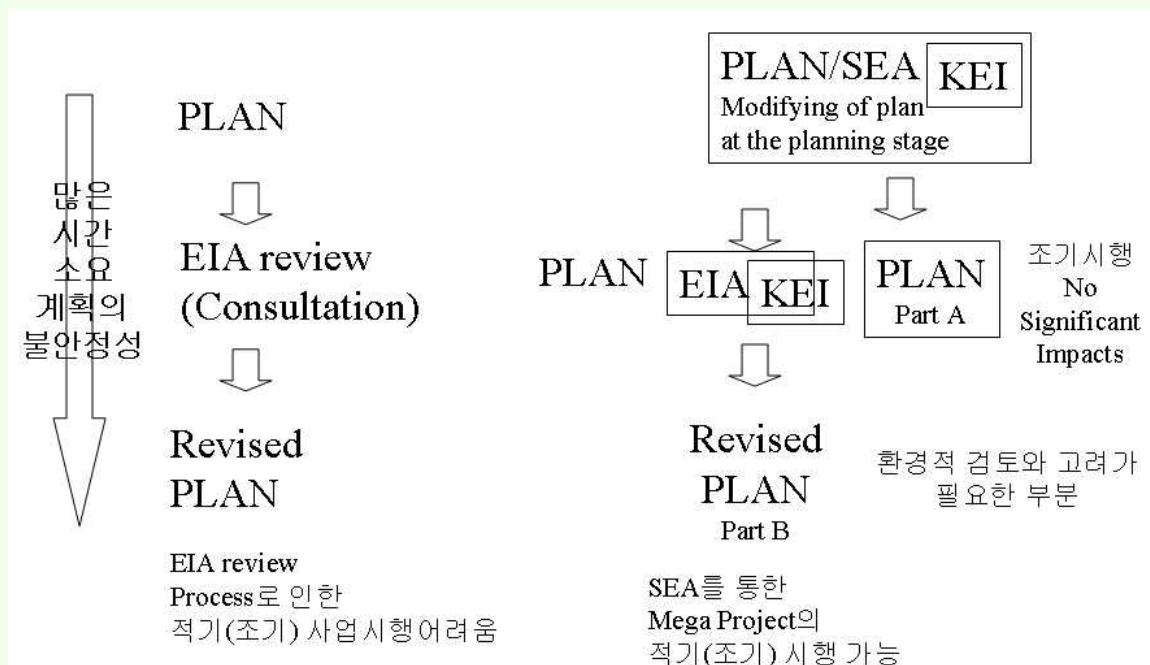 많은
시간
소요
계획의
불안정성
PLAN
EIA review
(Consultation)
Revised
PLAN
EIA review
Process로 인한
적기(조기) 사업시행어려움
PLAN/SEA
KEI
Modifying of plan
at the planning stage
PLAN
EIA
KEI
PLAN
Part A
조기시행
No
Significant
Impacts
Revised
PLAN
Part B
환경적 검토와 고려가
필요한 부분
SEA를 통한
Mega Project의
적기(조기) 시행 가능